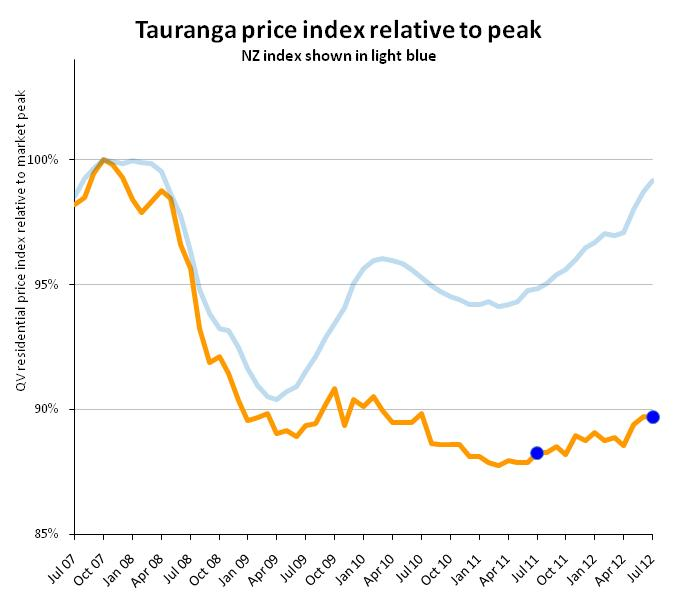 Tauranga price index relative to peak
NZ index shown in light blue
QV residential price index relative to market peak
100%
95%
90%
85%
Jul 07
Oct 07
Jan 08
Apr 08
Jul 08
Oct 08
Jan 09
Apr 09
Jul 09
Oct 09
Jan 10
Apr 10
Jul 10
Oct 10
Jan 11
Apr 11
Jul 11
Oct 11
Jan 12
Apr 12
Jul 12